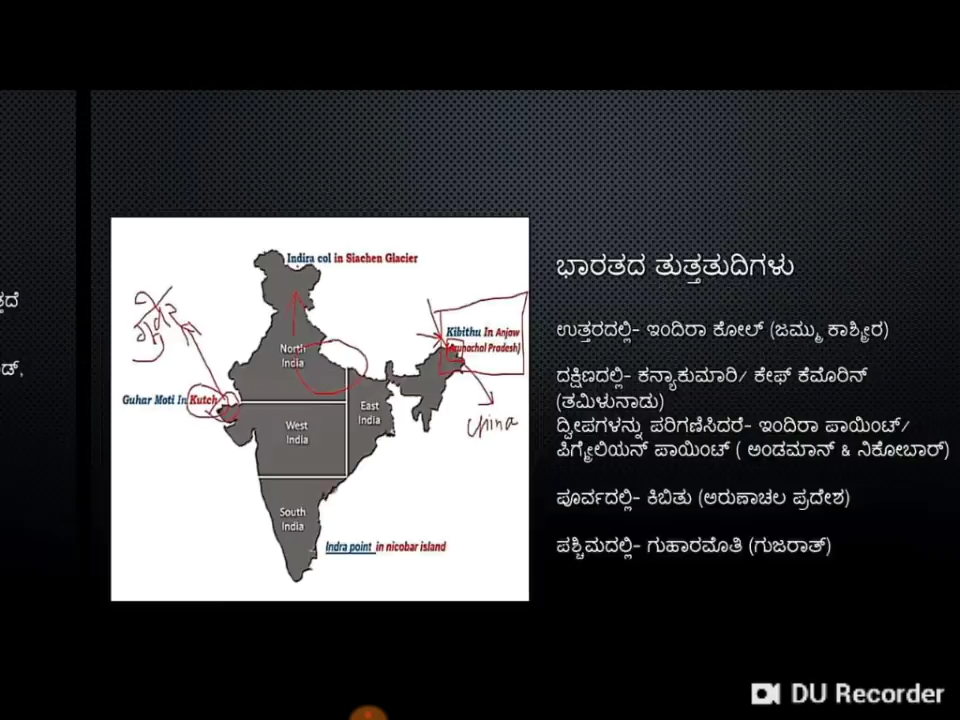 ತ್ತದೆ
ಡ್,
Indira col in Siachen Glacier
Kibithu In Anjaw
(Arunachal Pradesh)
North
India
Guhar Moti In Kutch
East
India
West
India
china
South
India
Indra point in nicobar island
ಭಾರತದ ತುತ್ತತುದಿಗಳು
ಉತ್ತರದಲ್ಲಿ- ಇಂದಿರಾ ಕೋಲ್ (ಜಮ್ಮು ಕಾಶ್ಮೀರ)
ದಕ್ಷಿಣದಲ್ಲಿ- ಕನ್ಯಾಕುಮಾರಿ/ ಕೇಫ್ ಕೆಮೊರಿನ್
(ತಮಿಳುನಾಡು)
ದ್ವೀಪಗಳನ್ನು ಪರಿಗಣಿಸಿದರೆ- ಇಂದಿರಾ ಪಾಯಿಂಟ್/
ಪಿಗ್ಮೇಲಿಯನ್ ಪಾಯಿಂಟ್ ( ಅಂಡಮಾನ್ & ನಿಕೋಬಾರ್)
ಪೂರ್ವದಲ್ಲಿ- ಕಿಬಿತು (ಅರುಣಾಚಲ ಪ್ರದೇಶ)
ಪಶ್ಚಿಮದಲ್ಲಿ- ಗುಹಾರಮೊತಿ (ಗುಜರಾತ್)
DU Recorder